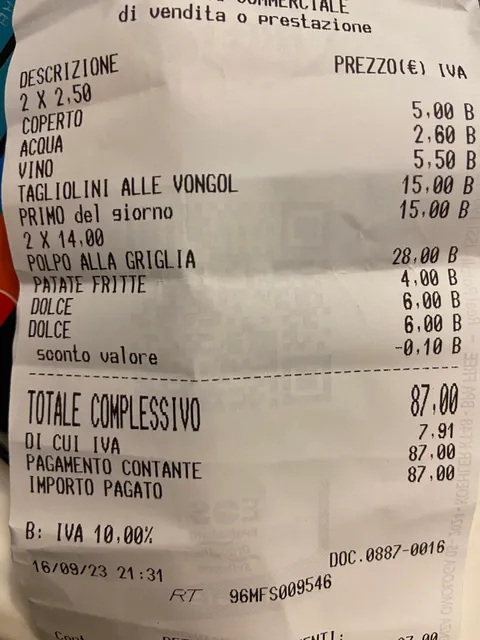 COMMERCIALE
di vendita o prestazione
DESCRIZIONE PREZZO(€) IVA
2 X 2,50
COPERTO 5,00 B
ACQUA 2,60 B
VINO 5,50 B
TAGLIOLINI ALLE VONGOL 15,00 B
PRIMO del giorno 15,00 B
2 X 14,00
POLPO ALLA GRIGLIA 28,00 B
PATATE FRITTE 4,00 B
DOLCE 6,00 B
DOLCE 6,00 B
sconto valore -0,10 B
TOTALE COMPLESSIVO 87,00
DI CUI IVA 7,91
PAGAMENTO CONTANTE 87,00
IMPORTO PAGATO 87,00
B: IVA 10,00%
DOC.0887-0016
16/09/23 21:31
RT 96MFS009546